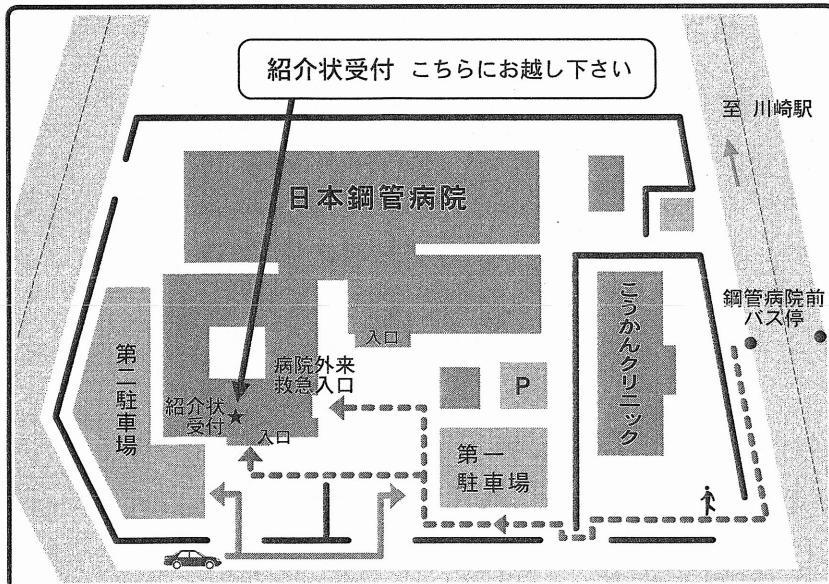 紹介状受付 こちらにお越し下さい
至 川崎駅
日本鋼管病院
こうかんクリニック
鋼管病院前
バス停
入口
病院外来
救急入口
P
第二駐車場
紹介状
受付
入口
第一
駐車場